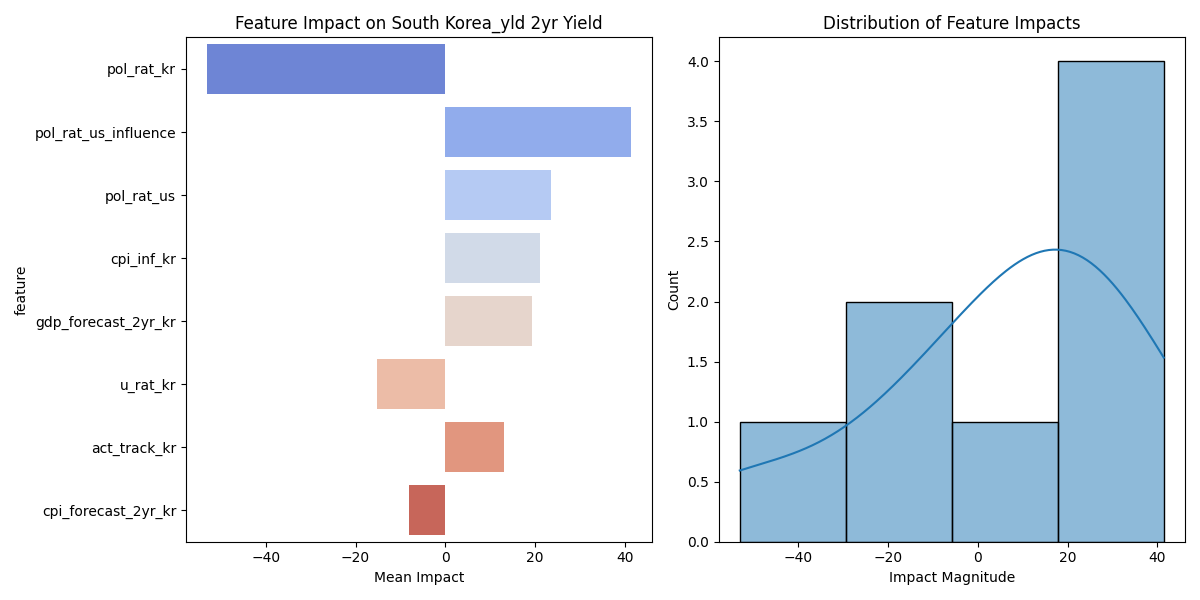 Feature Impact on South Korea_yld 2yr Yield
feature
pol_rat_kr
pol_rat_us_influence
pol_rat_us
cpi_inf_kr
gdp_forecast_2yr_kr
u_rat_kr
act_track_kr
cpi_forecast_2yr_kr
−40 −20 0 20 40
Mean Impact
Distribution of Feature Impacts
Count
4.0
3.5
3.0
2.5
2.0
1.5
1.0
0.5
0.0
−40 −20 0 20 40
Impact Magnitude